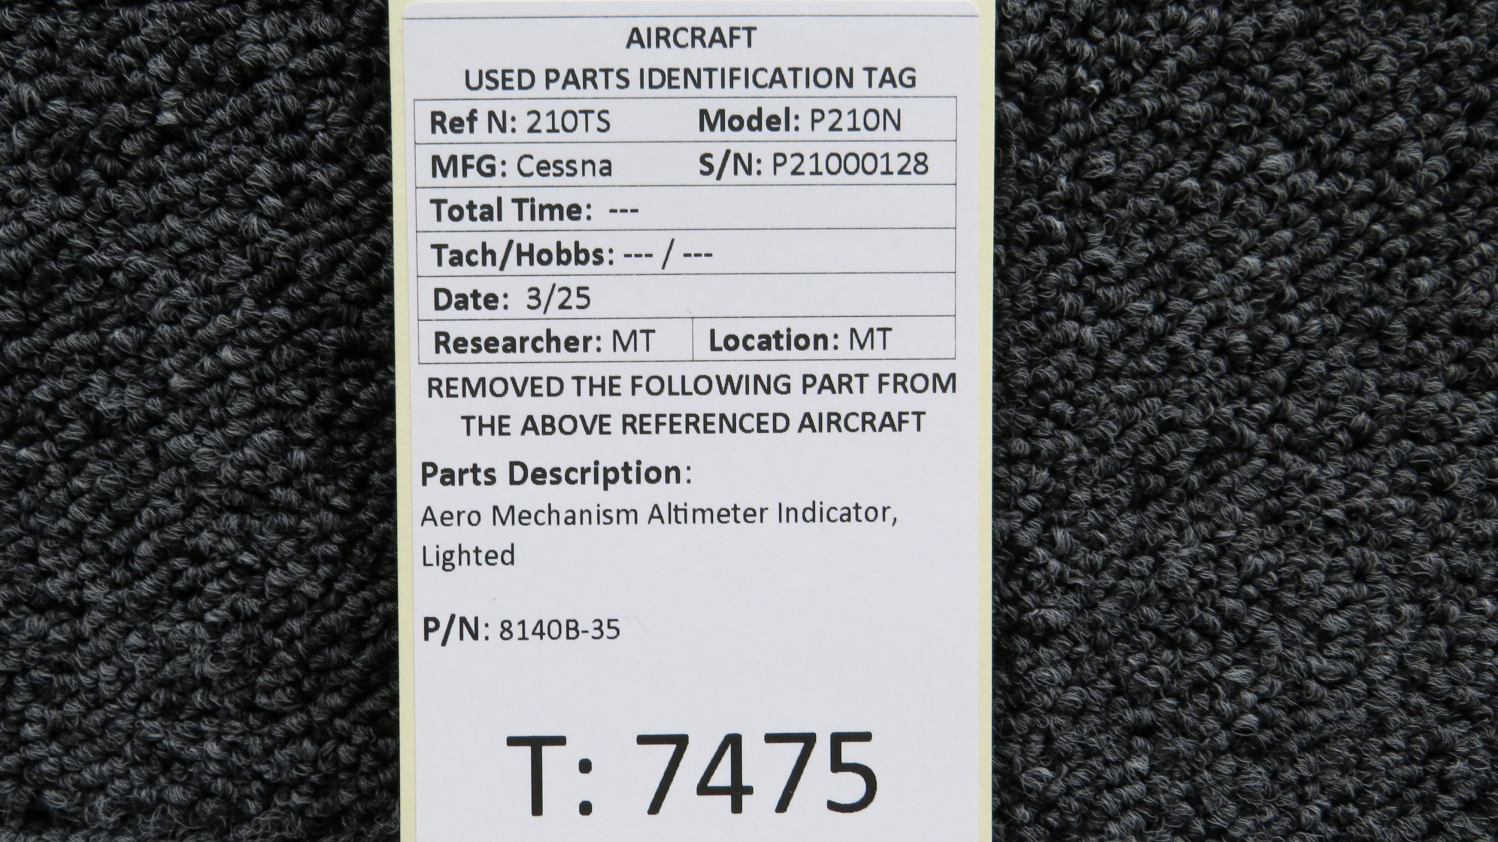 AIRCRAFT
USED PARTS IDENTIFICATION TAG
Ref N: 210TS Model: P210N
MFG: Cessna S/N: P21000128
Total Time: ---
Tach/Hobbs: --- / ---
Date: 3/25
Researcher: MT Location: MT
REMOVED THE FOLLOWING PART FROM
THE ABOVE REFERENCED AIRCRAFT
Parts Description:
Aero Mechanism Altimeter Indicator,
Lighted
P/N: 8140B-35
T: 7475